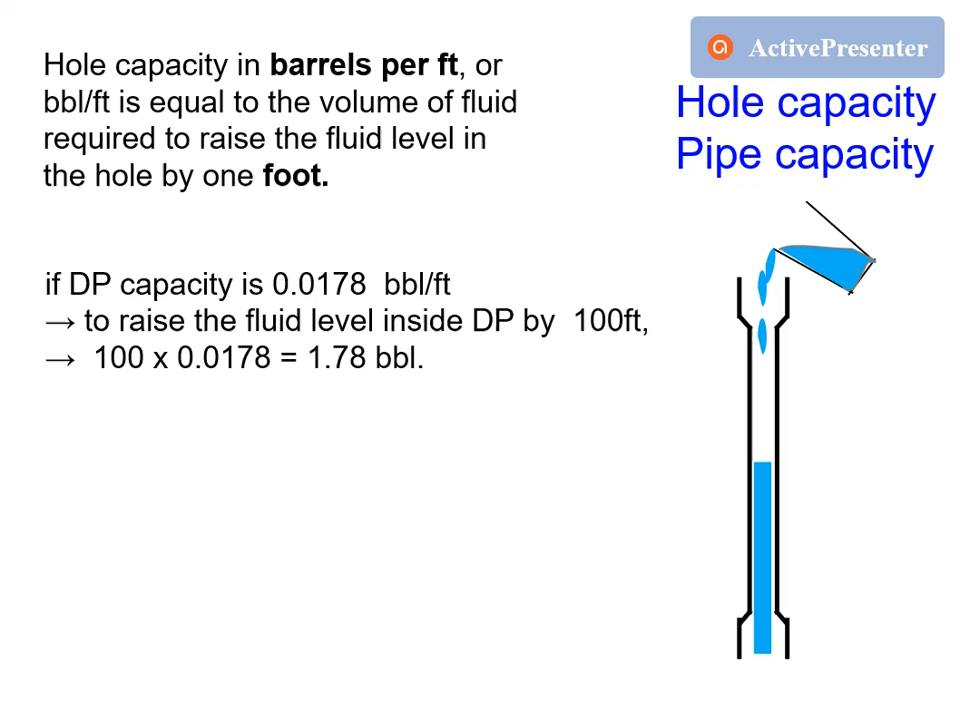 ActivePresenter
Hole capacity in barrels per ft, or
bbl/ft is equal to the volume of fluid
required to raise the fluid level in
the hole by one foot.
Hole capacity
Pipe capacity
if DP capacity is 0.0178 bbl/ft
→ to raise the fluid level inside DP by 100ft,
→ 100 x 0.0178 = 1.78 bbl.